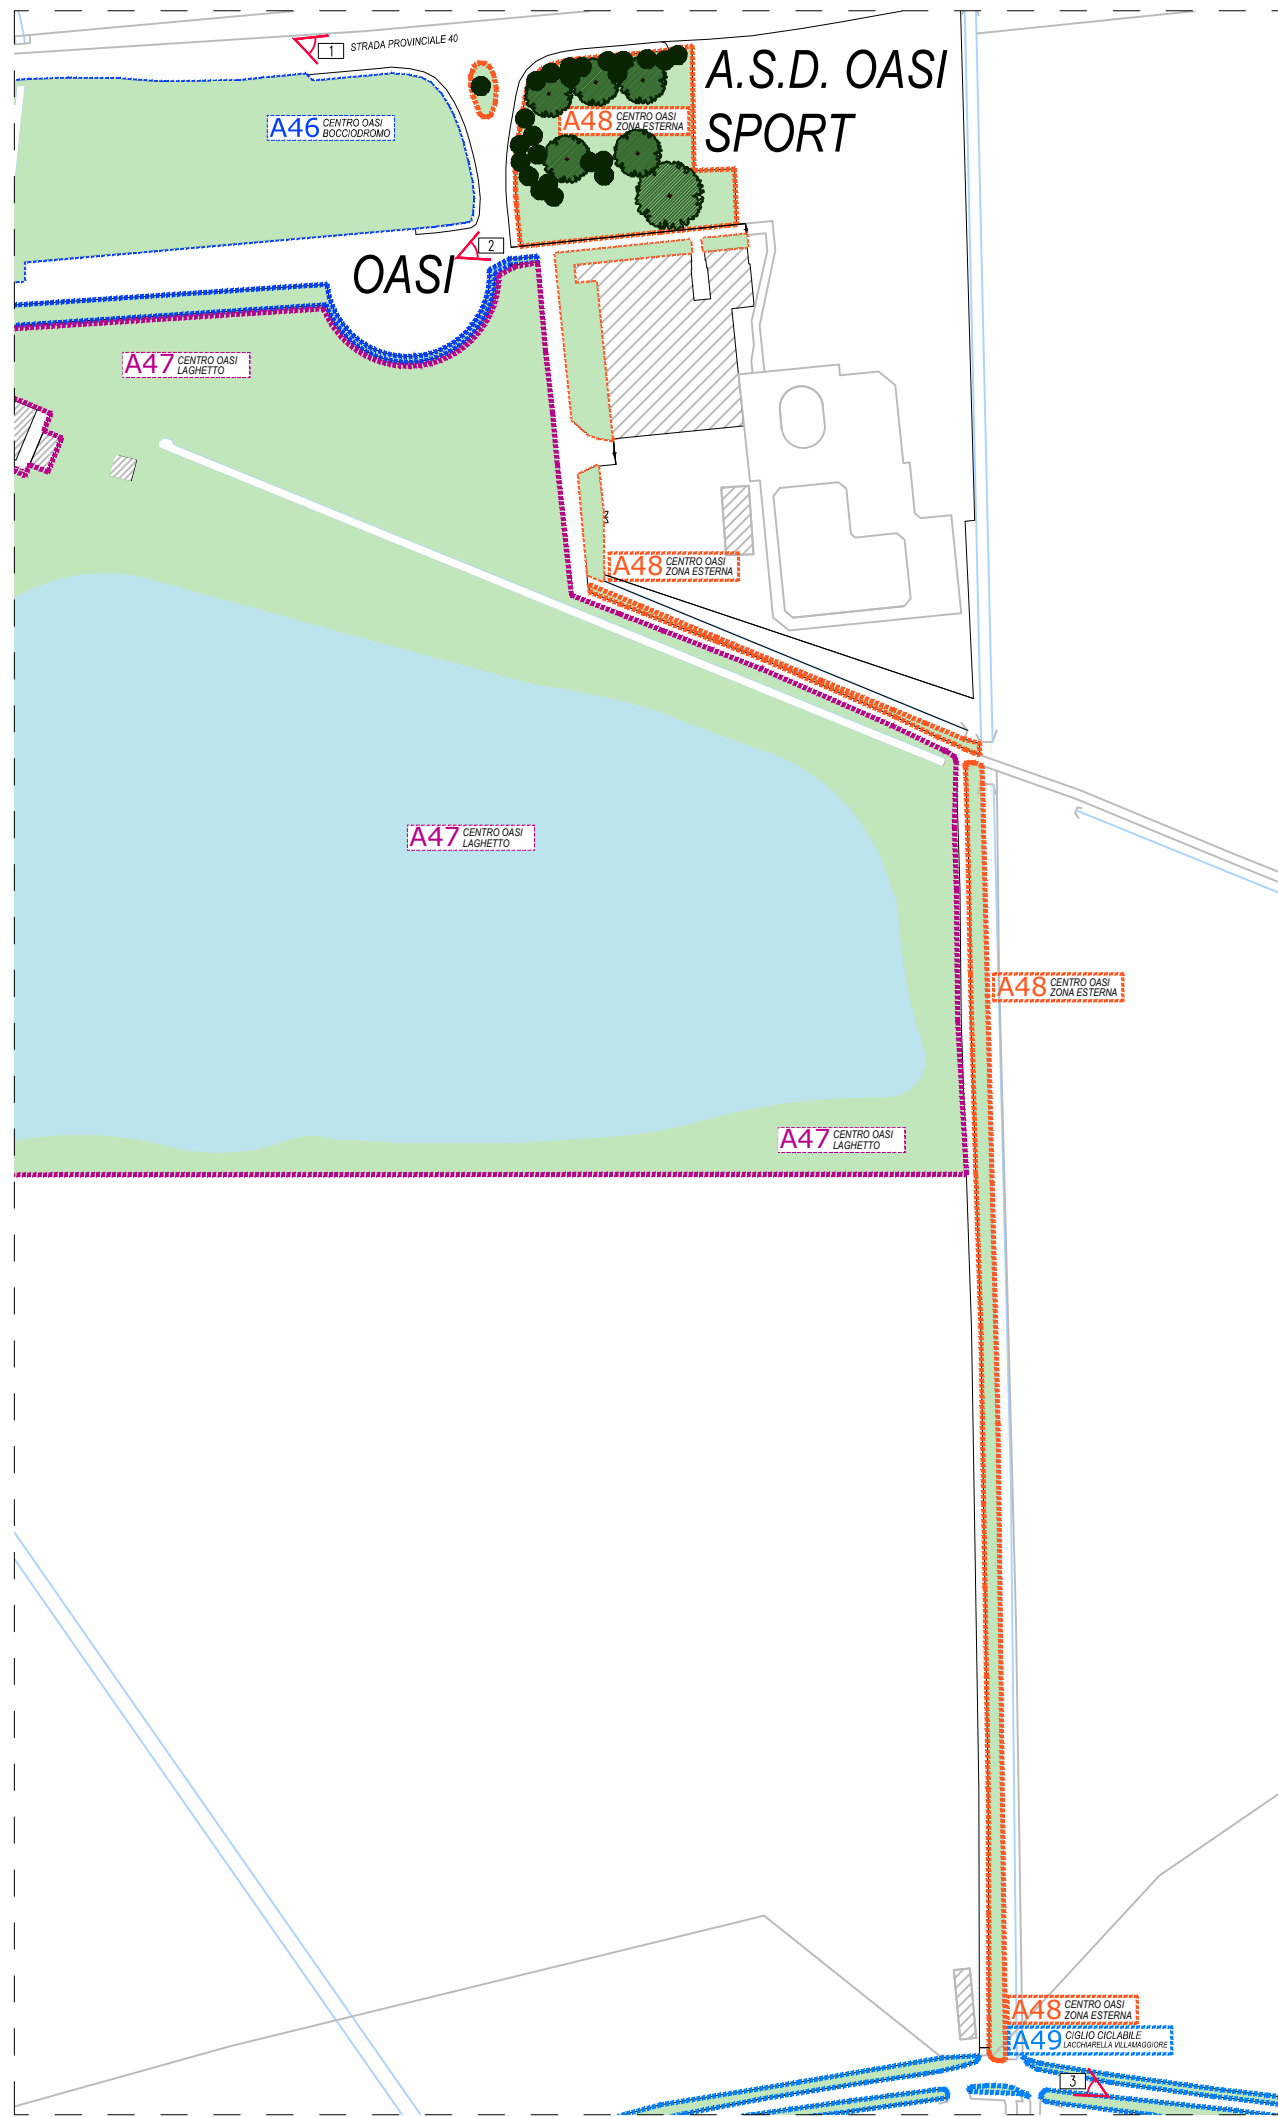 1
STRADA PROVINCIALE 40
A.S.D. OASI
SPORT
A48 CENTRO OASI
ZONA ESTERNA
A46 CENTRO OASI
BOCCIODROMO
2
OASI
A47 CENTRO OASI
LAGHETTO
A48 CENTRO OASI
ZONA ESTERNA
A47 CENTRO OASI
LAGHETTO
A48 CENTRO OASI
ZONA ESTERNA
A47 CENTRO OASI
LAGHETTO
A48 CENTRO OASI
ZONA ESTERNA
A49 CIGLIO CICLABILE
LACCHIARELLA VILLAMAGGIORE
3